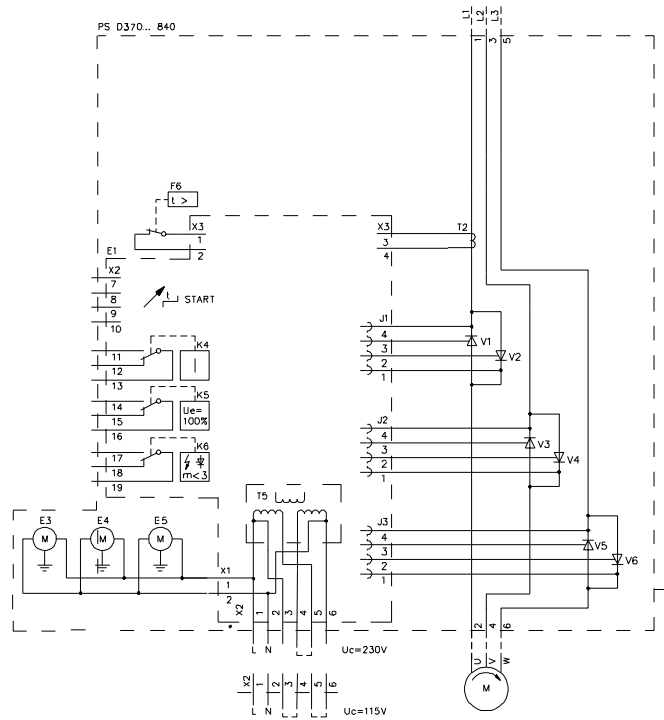 L1 L2 L3
PS D370... 840
1 3 5
F6
t >
X3
1
2
X3
3
4
T2
E1
X2
7
8
9
10
t
START
J1
4
3
2
1
V1
V2
K4
11
12
13
K5
Ue=
100%
14
15
16
K6
m<3
17
18
19
J2
4
3
2
1
V3
V4
T5
E3 E4 E5
M M M
J3
4
3
2
1
V5
V6
X1
1
2
X2 1 2 3 4 5 6
L N Uc=230V
2 4 6
U V W
M
X2 1 2 3 4 5 6
L N Uc=115V